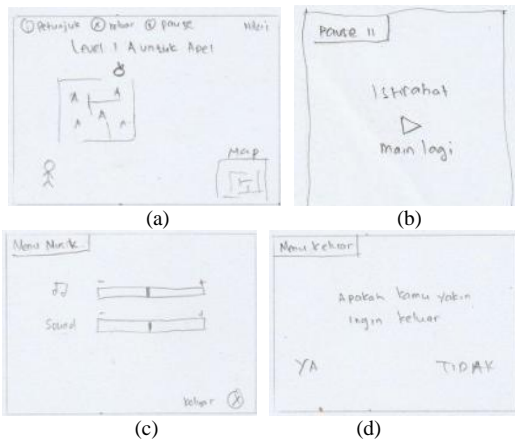 Petunjuk keluar pause Nilai
Level 1 A untuk Apel
A A
A
A A
Map
(a)
Pause II
Istirahat
main lagi
(b)
Menu Musik
- +
Sound - +
keluar X
(c)
Menu keluar
Apakah kamu yakin
ingin keluar
YA TIDAK
(d)